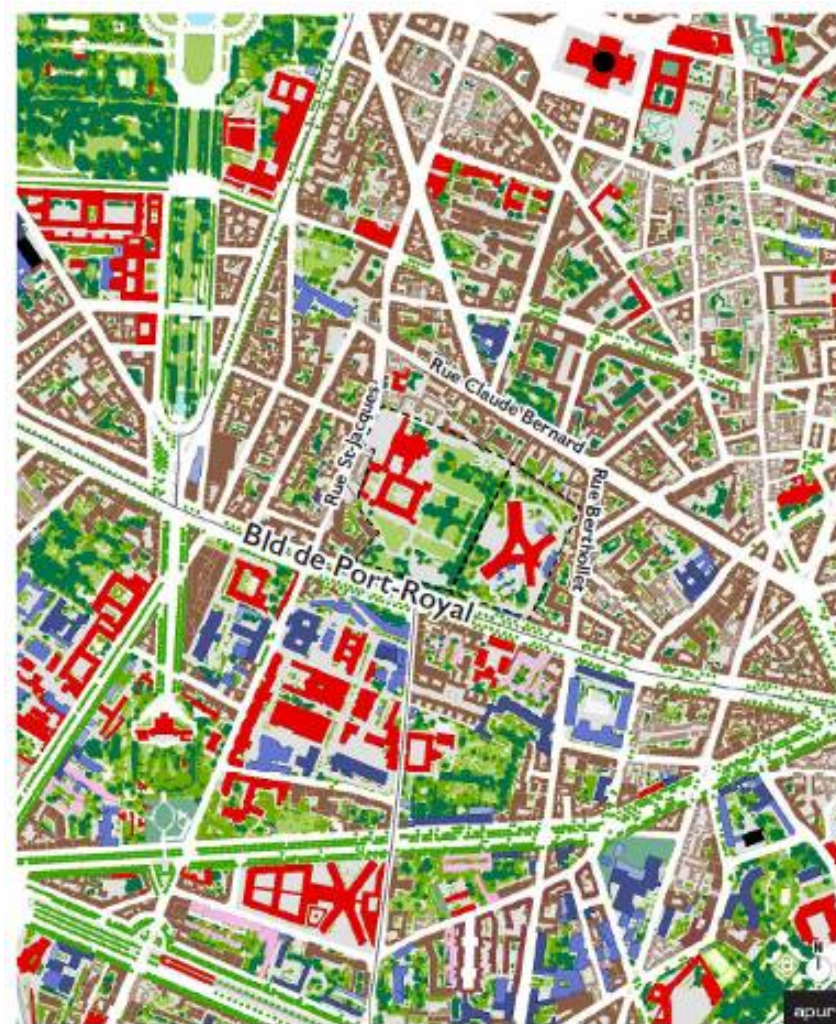 Rue Claude Bernard
Rue St-Jacques
Rue Berthollet
Bld de Port-Royal
N
apur